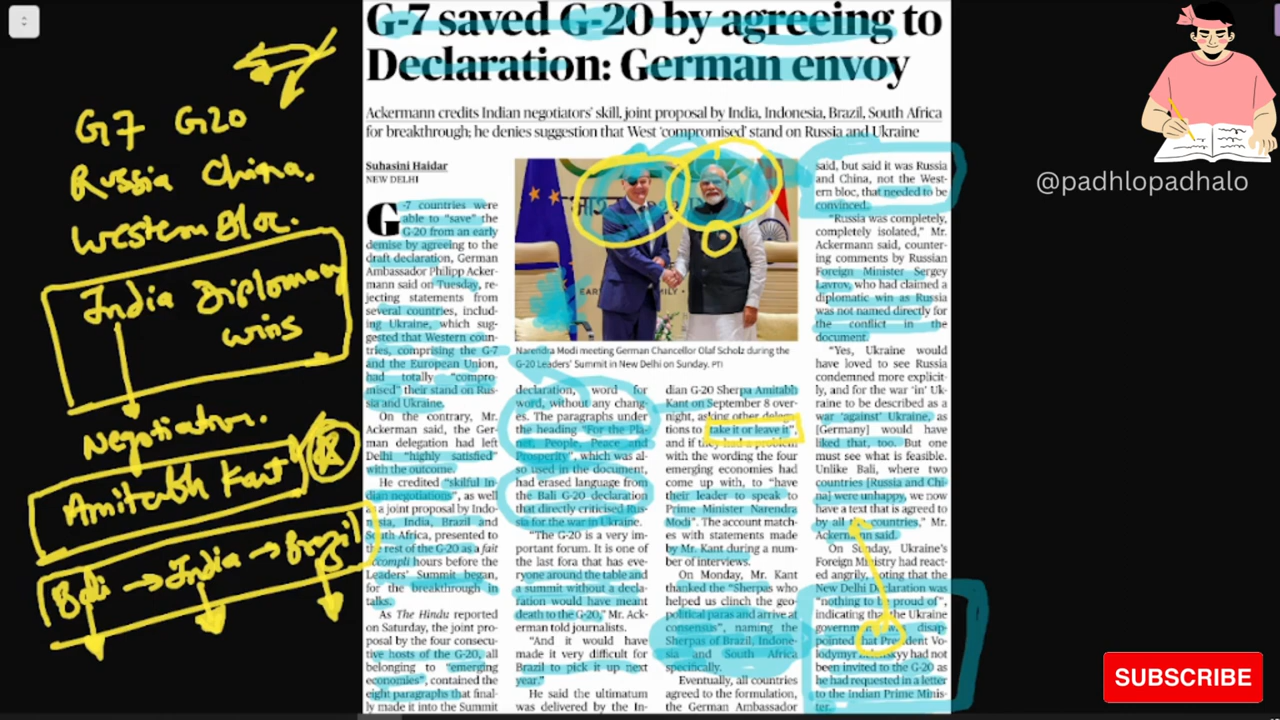 G7 G20
Russia China.
Western Bloc.
India Diplomacy
wins
Negotiation.
Amitabh Kant
Bali → India → Brazil
G-7 saved G-20 by agreeing to
Declaration: German envoy
Ackermann credits Indian negotiators' skill, joint proposal by India, Indonesia, Brazil, South Africa
for breakthrough; he denies suggestion that West 'compromised' stand on Russia and Ukraine
Suhasini Haidar
NEW DELHI
G-7 countries were
able to "save" the
G-20 from an early
demise by agreeing to the
draft declaration, German
Ambassador Philipp Acker-
mann said on Tuesday, re-
jecting statements from
several countries, includ-
ing Ukraine, which sug-
gested that Western coun-
tries, comprising the G-7
and the European Union,
had totally "compro-
mised" their stand on Rus-
sia and Ukraine.
On the contrary, Mr.
Ackerman said, the Ger-
man delegation had left
Delhi "highly satisfied"
with the outcome.
He credited "skilful In-
dian negotiations", as well
a joint proposal by Indo-
nesia, India, Brazil and
South Africa, presented to
the rest of the G-20 as a fait
accompli hours before the
Leaders' Summit began,
for the breakthrough in
talks.
As The Hindu reported
on Saturday, the joint pro-
posal by the four consecu-
tive hosts of the G-20, all
belonging to "emerging
economies", contained the
eight paragraphs that final-
ly made it into the Summit
EAR FAMILY •
Narendra Modi meeting German Chancellor Olaf Scholz during the
G-20 Leaders' Summit in New Delhi on Sunday. PTI
declaration, word for
word, without any chang-
es. The paragraphs under
the heading "For the Pla-
net, People, Peace and
Prosperity", which was al-
so used in the document,
had erased language from
the Bali G-20 declaration
that directly criticised Rus-
sia for the war in Ukraine.
"The G-20 is a very im-
portant forum. It is one of
the last fora that has eve-
ryone around the table and
a summit without a decla-
ration would have meant
death to the G-20," Mr. Ack-
erman told journalists.
"And it would have
made it very difficult for
Brazil to pick it up next
year."
He said the ultimatum
was delivered by the In-
dian G-20 Sherpa Amitabh
Kant on September 8 over-
night, asking other delega-
tions to "take it or leave it",
and if they had a problem
with the wording the four
emerging economies had
come up with, to "have
their leader to speak to
Prime Minister Narendra
Modi". The account match-
es with statements made
by Mr. Kant during a num-
ber of interviews.
On Monday, Mr. Kant
thanked the "Sherpas who
helped us clinch the geo-
political paras and arrive at
consensus", naming the
Sherpas of Brazil, Indone-
sia and South Africa
specifically.
Eventually, all countries
agreed to the formulation,
the German Ambassador
said, but said it was Russia
and China, not the West-
ern bloc, that needed to be
convinced.
"Russia was completely,
completely isolated," Mr.
Ackermann said, counter-
ing comments by Russian
Foreign Minister Sergey
Lavrov, who had claimed a
diplomatic win as Russia
was not named directly for
the conflict in the
document.
"Yes, Ukraine would
have loved to see Russia
condemned more explicit-
ly, and for the war 'in' Uk-
raine to be described as a
war 'against' Ukraine, as
[Germany] would have
liked that, too. But one
must see what is feasible.
Unlike Bali, where two
countries [Russia and Chi-
na] were unhappy, we now
have a text that is agreed to
by all 20 countries," Mr.
Ackermann said.
On Sunday, Ukraine's
Foreign Ministry had react-
ed angrily, noting that the
New Delhi Declaration was
"nothing to be proud of",
indicating that the Ukraine
government was disap-
pointed that President Vo-
lodymyr Zelenskyy had not
been invited to the G-20 as
he had requested in a letter
to the Indian Prime Minis-
ter.
@padhlopadhalo
SUBSCRIBE